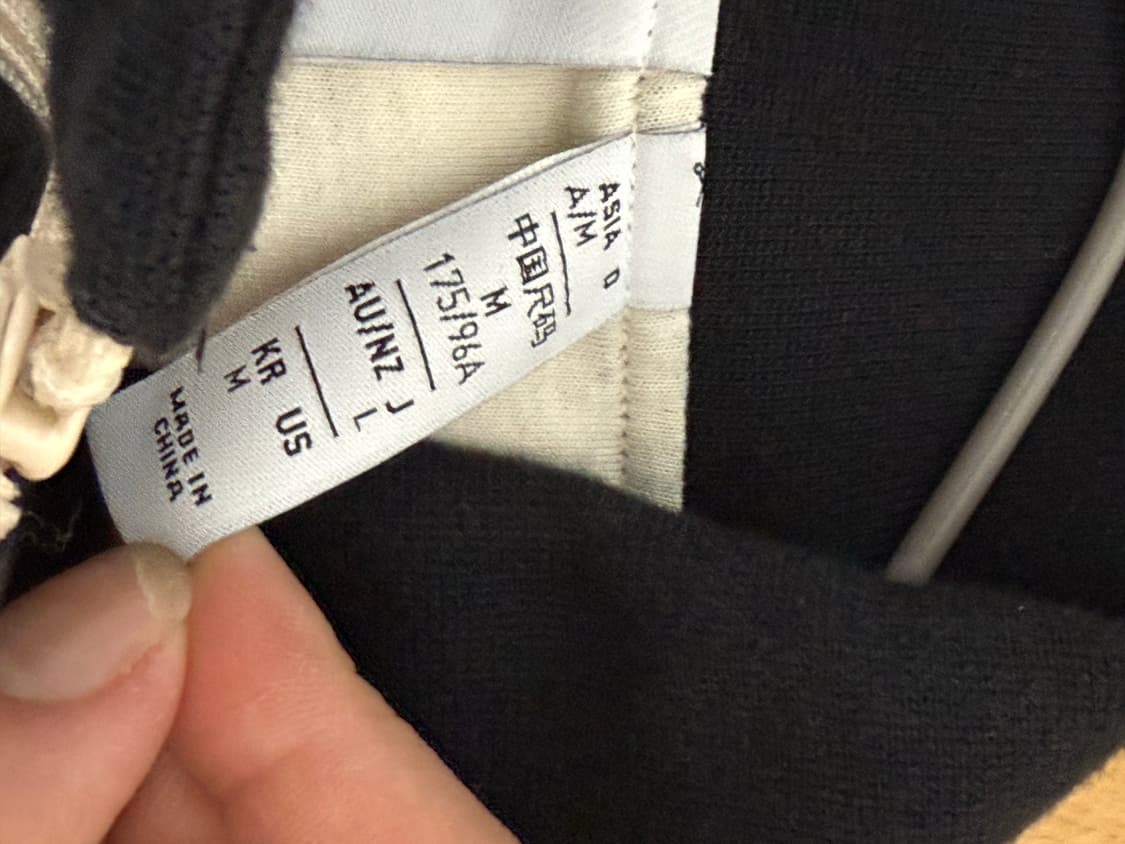 ASIA
A/M
中国尺码
M
175/96A
AU/NZ J
L
KR US
M
MADE IN
CHINA